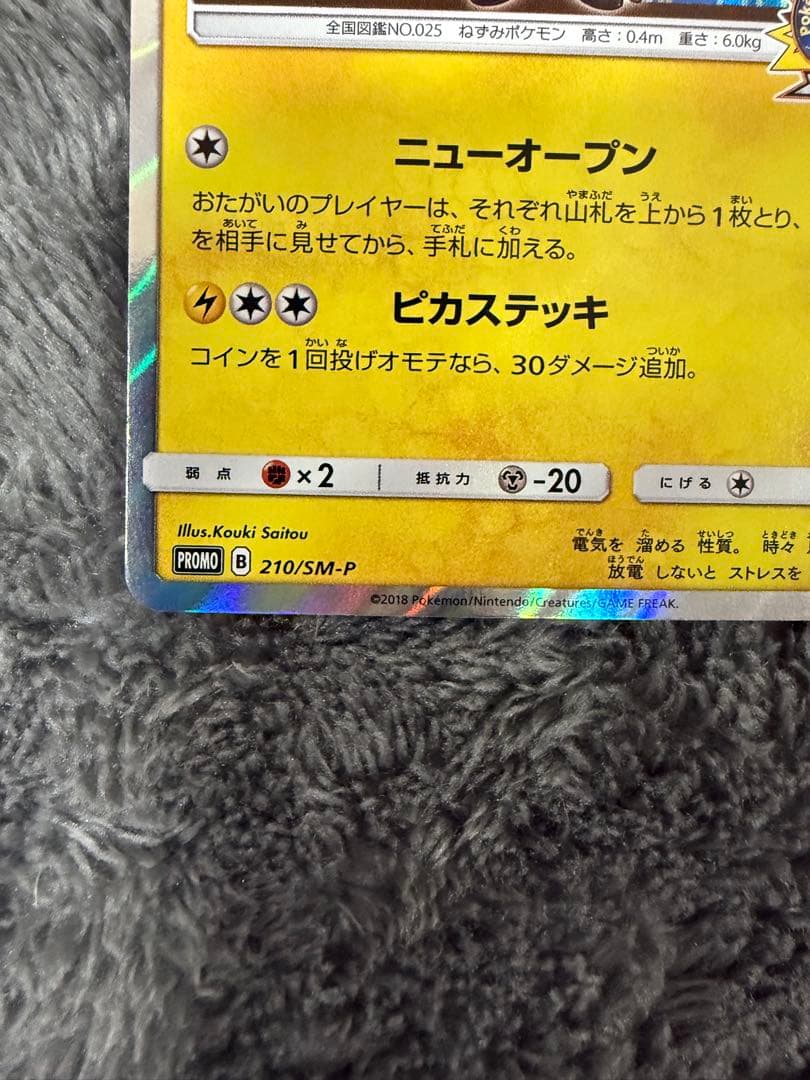 全国図鑑NO.025 ねずみポケモン 高さ：0.4m 重さ：6.0kg
ニューオープン
おたがいのプレイヤーは、それぞれ山札を上から1枚とり、
を相手に見せてから、手札に加える。
ピカステッキ
コインを1回投げオモテなら、30ダメージ追加。
弱点 ×2 抵抗力 -20 にげる
Illus.Kouki Saitou
電気を 溜める 性質。 時々
PROMO B 210/SM-P
放電 しないと ストレスを
©2018 Pokémon/Nintendo/Creatures/GAME FREAK.